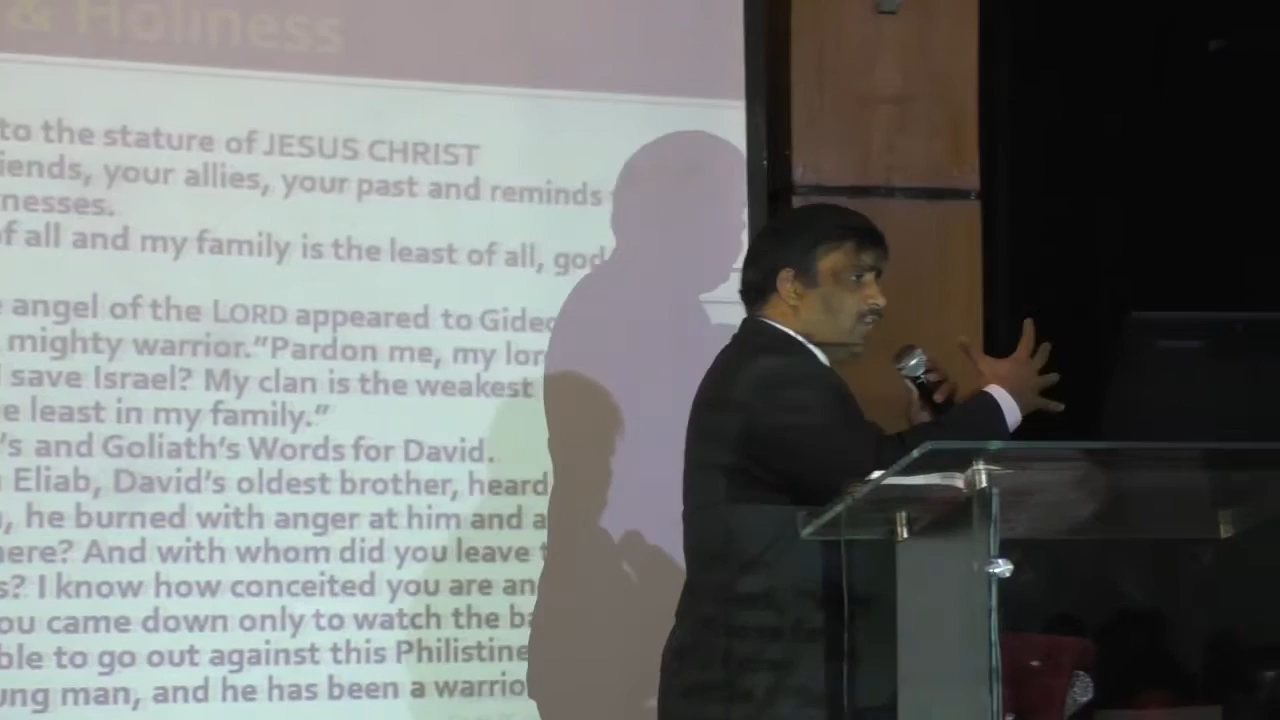 & Holiness
to the stature of JESUS CHRIST
iends, your allies, your past and reminds
nesses.
of all and my family is the least of all, god
angel of the LORD appeared to Gideo
mighty warrior."Pardon me, my lor
save Israel? My clan is the weakest
e least in my family."
's and Goliath's Words for David.
Eliab, David's oldest brother, heard
, he burned with anger at him and a
here? And with whom did you leave
s? I know how conceited you are an
ou came down only to watch the ba
ble to go out against this Philistine
ung man, and he has been a warrio